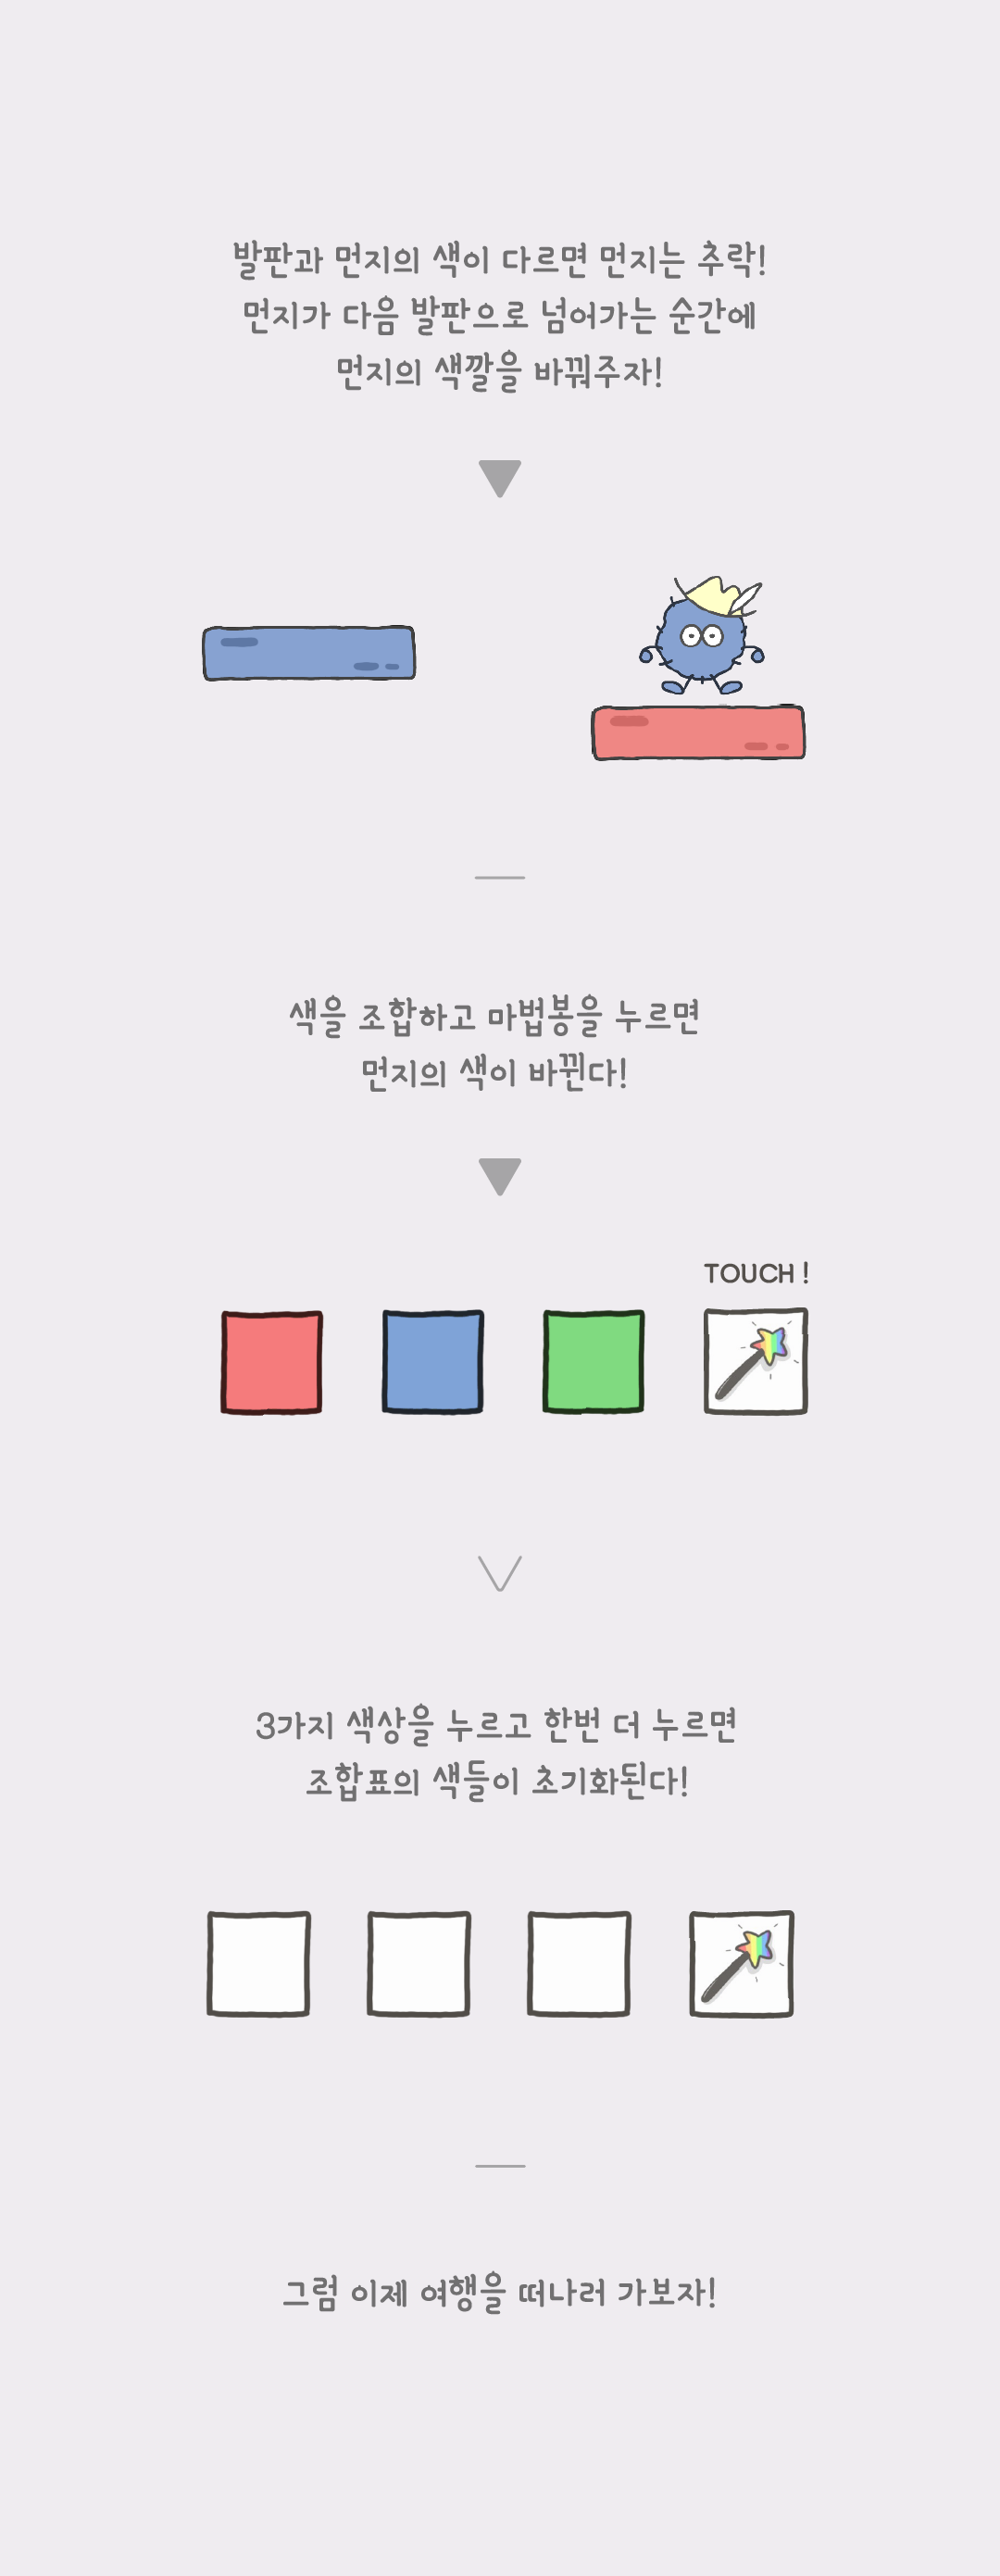 발판과 먼지의 색이 다르면 먼지는 추락!
먼지가 다음 발판으로 넘어가는 순간에
먼지의 색깔을 바꿔주자!
색을 조합하고 마법봉을 누르면
먼지의 색이 바뀐다!
TOUCH !
3가지 색상을 누르고 한번 더 누르면
조합표의 색들이 초기화된다!
그럼 이제 여행을 떠나러 가보자!